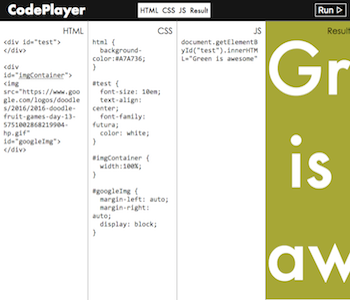 CodePlayer
HTML CSS JS Result
Run
HTML
<div id="test">
</div>
<div
id="imgContainer">
<img
src="https://www.goo
gle.com/logos/doodle
s/2016/2016-doodle-
fruit-games-day-13-
5751002868219904-
hp.gif"
id="googleImg">
</div>
CSS
html {
background-
color:#A7A736;
}
#test {
font-size: 10em;
text-align:
center;
font-family:
futura;
color: white;
}
#imgContainer {
width:100%;
}
#googleImg {
margin-left: auto;
margin-right:
auto;
display: block;
}
JS
document.getElementB
yId("test").innerHTM
L="Green is awesome"
Result
Gr
is
aw